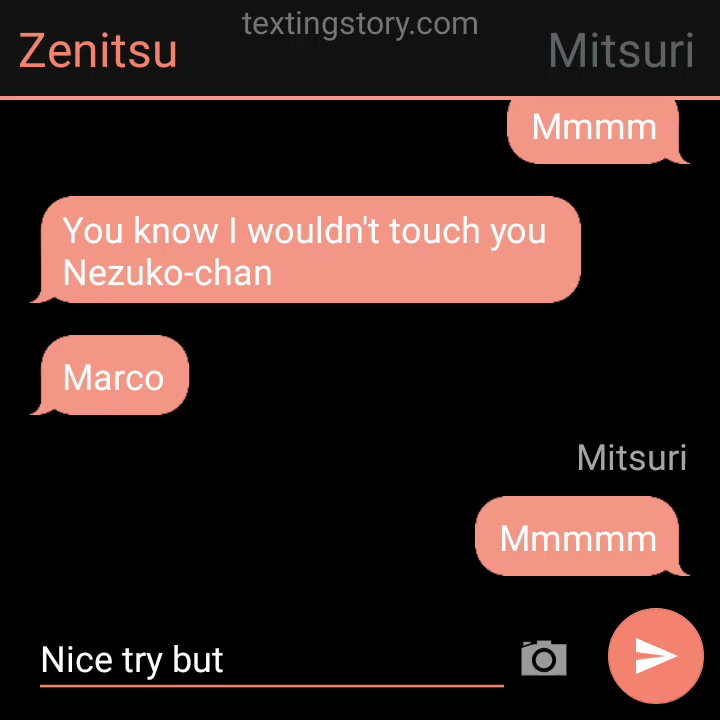 textingstory.com
Zenitsu
Mitsuri
Mmmm
You know I wouldn't touch you
Nezuko-chan
Marco
Mitsuri
Mmmmm
Nice try but